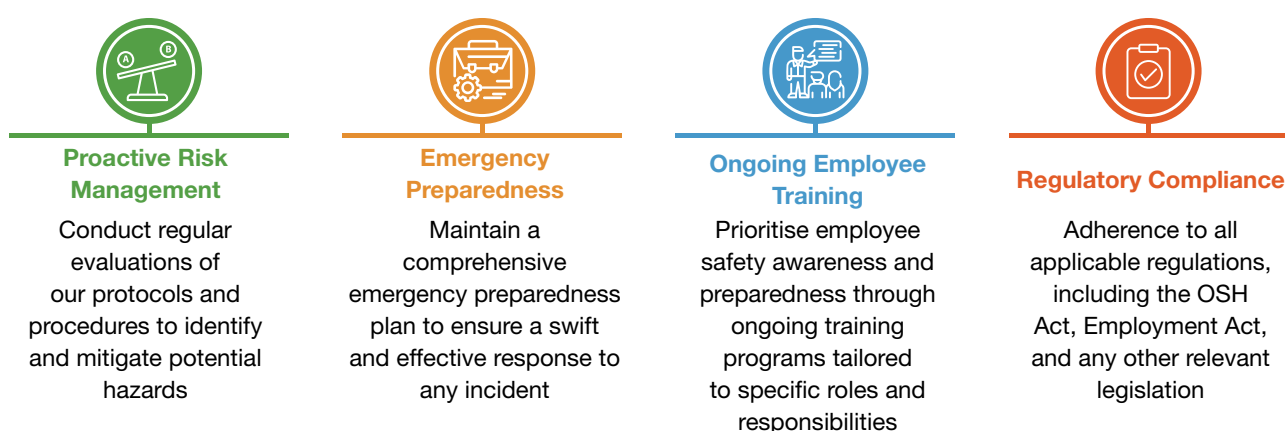 A
B
Proactive Risk
Management
Conduct regular
evaluations of
our protocols and
procedures to identify
and mitigate potential
hazards
Emergency
Preparedness
Maintain a
comprehensive
emergency preparedness
plan to ensure a swift
and effective response to
any incident
Ongoing Employee
Training
Prioritise employee
safety awareness and
preparedness through
ongoing training
programs tailored
to specific roles and
responsibilities
Regulatory Compliance
Adherence to all
applicable regulations,
including the OSH
Act, Employment Act,
and any other relevant
legislation